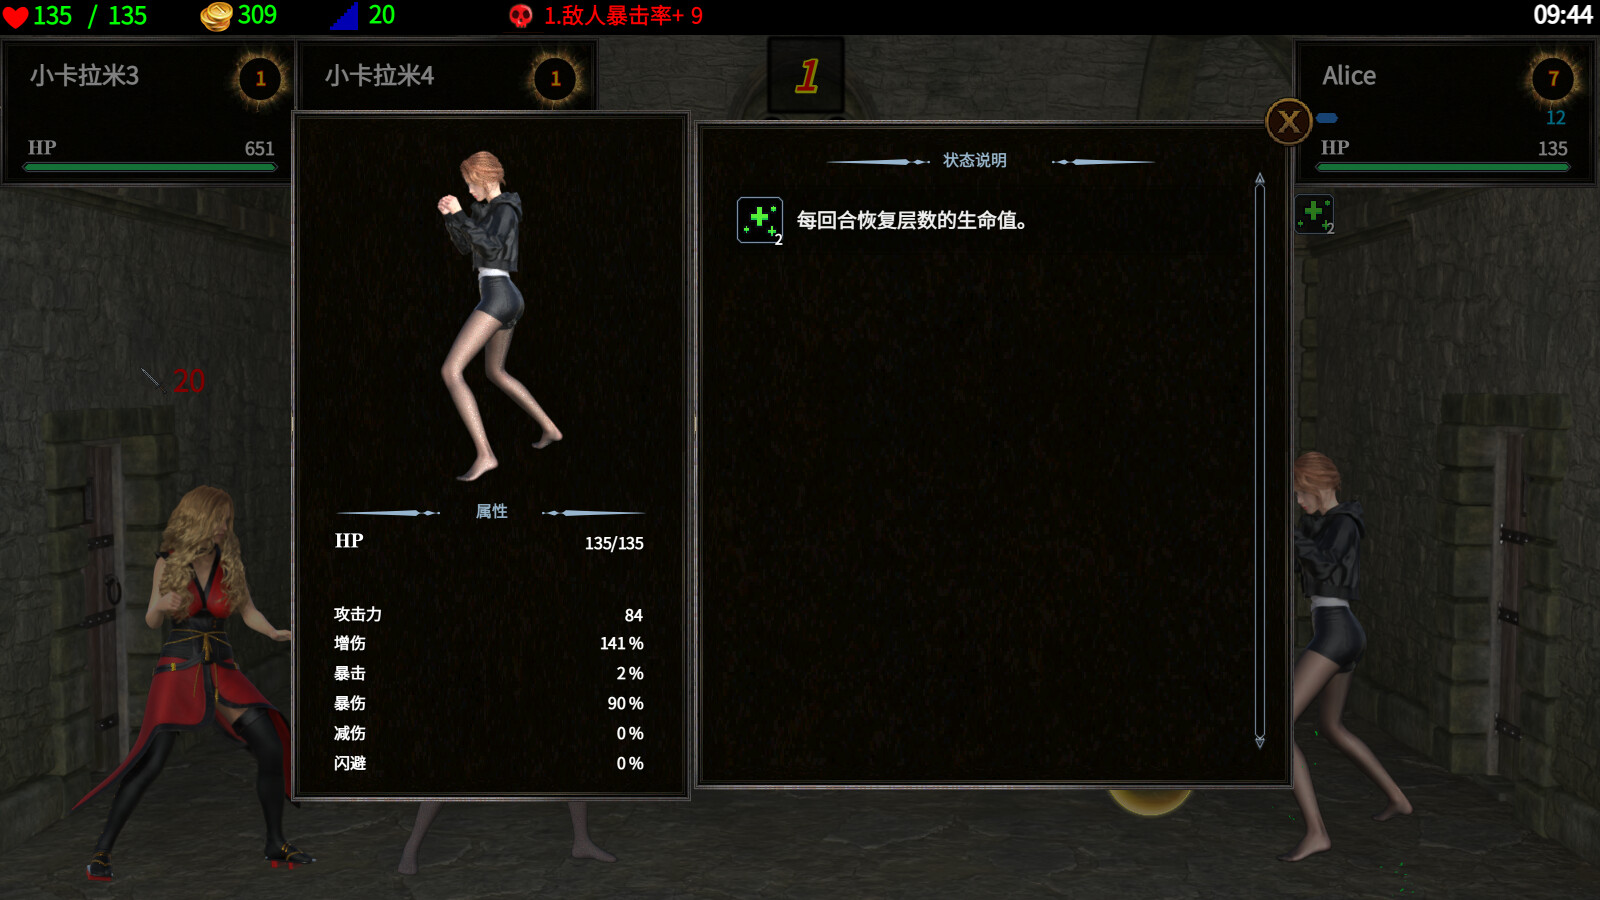 135 / 135
309
20
1.敌人暴击率+ 9
09:44
小卡拉米3
1
HP
651
小卡拉米4
1
1
Alice
7
12
HP
135
2
X
20
属性
HP
135/135
攻击力 84
增伤 141 %
暴击 2 %
暴伤 90 %
减伤 0 %
闪避 0 %
状态说明
2
每回合恢复层数的生命值。